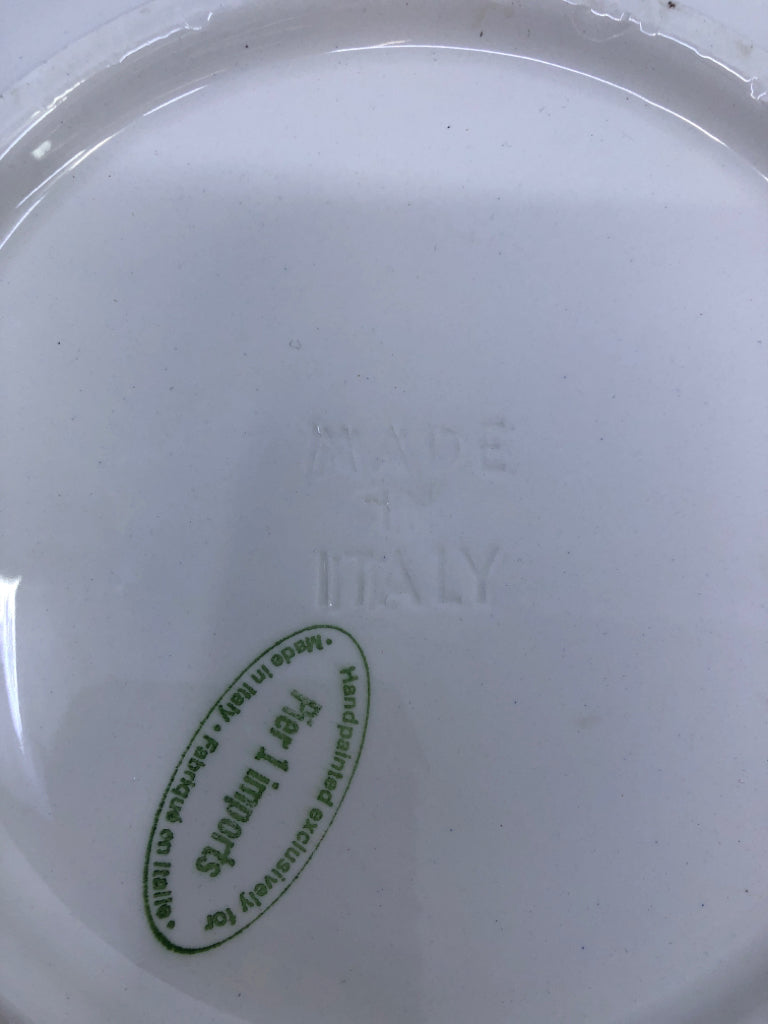 MADE
IN
ITALY
Handpainted exclusively for
Pier 1 imports
• Made in Italy • Fabriqué en Italie •